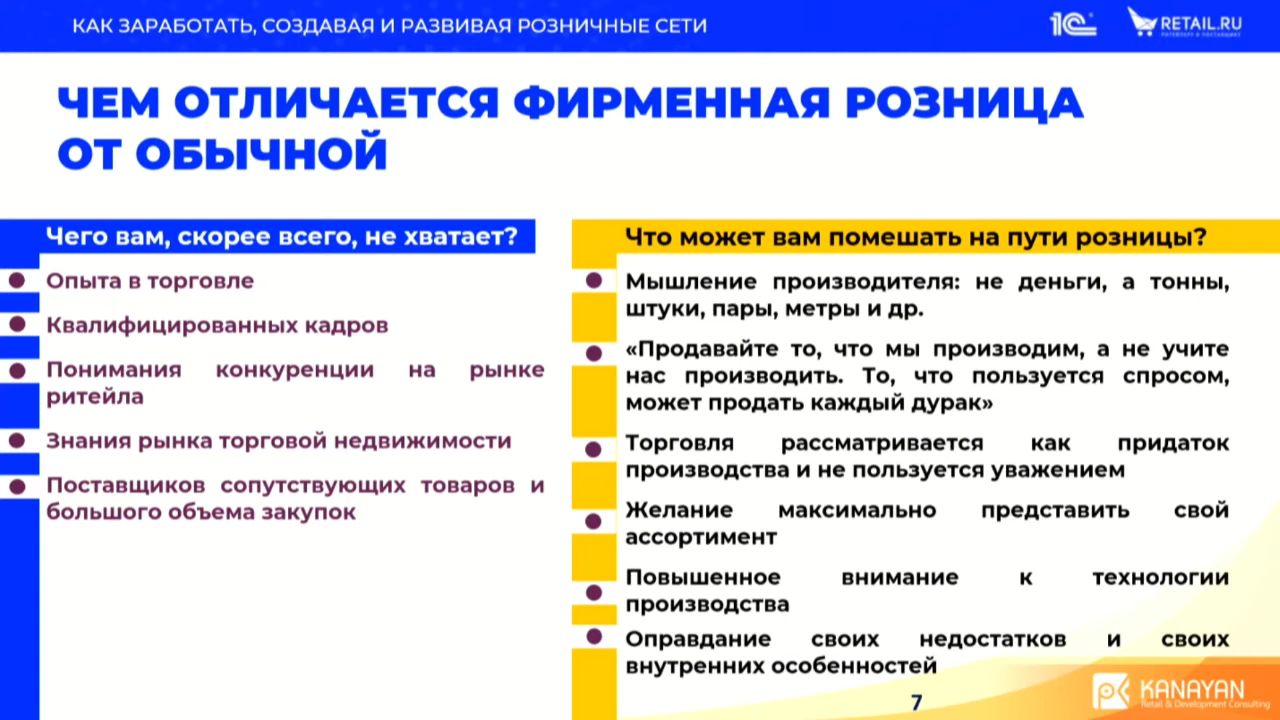 КАК ЗАРАБОТАТЬ, СОЗДАВАЯ И РАЗВИВАЯ РОЗНИЧНЫЕ СЕТИ
1С
RETAIL.RU
ЧЕМ ОТЛИЧАЕТСЯ ФИРМЕННАЯ РОЗНИЦА
ОТ ОБЫЧНОЙ
Чего вам, скорее всего, не хватает?
Опыта в торговле
Квалифицированных кадров
Понимания конкуренции на рынке
ритейла
Знания рынка торговой недвижимости
Поставщиков сопутствующих товаров и
большого объема закупок
Что может вам помешать на пути розницы?
Мышление производителя: не деньги, а тонны,
штуки, пары, метры и др.
«Продавайте то, что мы производим, а не учите
нас производить. То, что пользуется спросом,
может продать каждый дурак»
Торговля рассматривается как придаток
производства и не пользуется уважением
Желание максимально представить свой
ассортимент
Повышенное внимание к технологии
производства
Оправдание своих недостатков и своих
внутренних особенностей
7
KANAYAN
Retail & Development Consulting